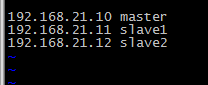 192.168.21.10 master
192.168.21.11 slave1
192.168.21.12 slave2
~
~